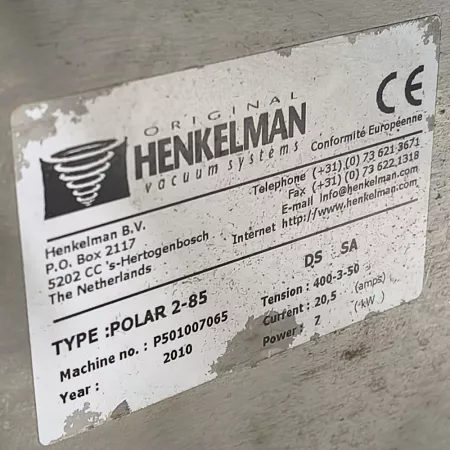 ORIGINAL
HENKELMAN
vacuum systems
CE
Conformité Européenne
Henkelman B.V.
P.O. Box 2117
5202 CC 's-Hertogenbosch
The Netherlands
Telephone (+31) (0) 73 621 3671
Fax (+31) (0) 73 622 1318
E-mail info@henkelman.com
Internet http://www.henkelman.com
DS SA
TYPE :POLAR 2-85
Machine no. : P501007065
Year : 2010
Tension : 400-3-50
Current : 20,5 (amps)
Power : 7 (kW)